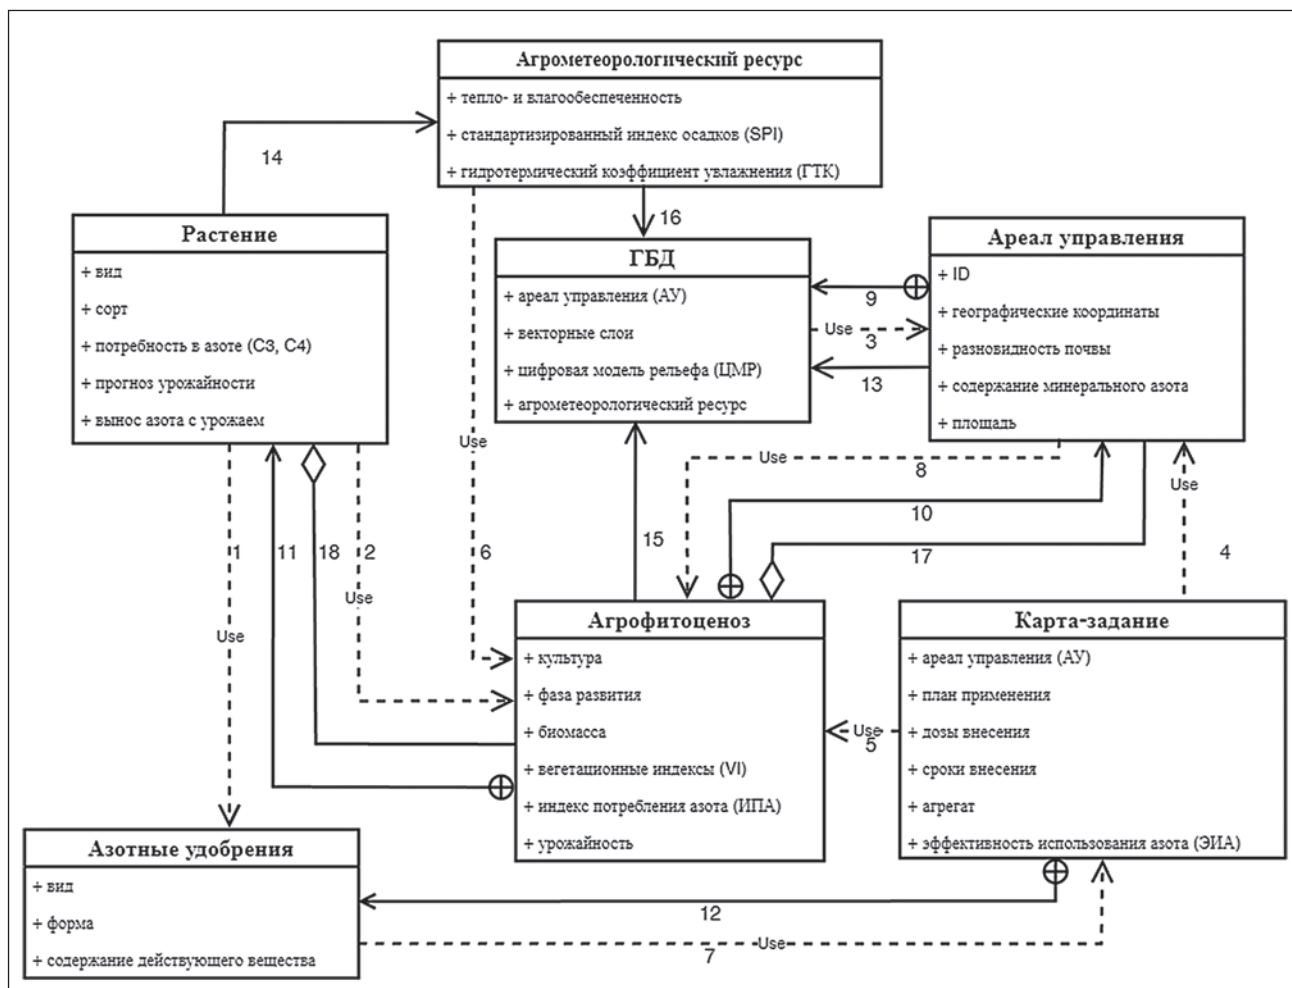 Агрометеорологический ресурс
+ тепло- и влагообеспеченность
+ стандартизированный индекс осадков (SPI)
+ гидротермический коэффициент увлажнения (ГТК)
14
16
Растение
+ вид
+ сорт
+ потребность в азоте (С3, С4)
+ прогноз урожайности
+ вынос азота с урожаем
ГБД
+ ареал управления (АУ)
+ векторные слои
+ цифровая модель рельефа (ЦМР)
+ агрометеорологический ресурс
Ареал управления
+ ID
+ географические координаты
+ разновидность почвы
+ содержание минерального азота
+ площадь
9
Use
3
13
Use
Use
8
Use
10
1
11
18
2
6
15
17
4
Use
Use
Агрофитоценоз
+ культура
+ фаза развития
+ биомасса
+ вегетационные индексы (VI)
+ индекс потребления азота (ИПА)
+ урожайность
Use
5
Карта-задание
+ ареал управления (АУ)
+ план применения
+ дозы внесения
+ сроки внесения
+ агрегат
+ эффективность использования азота (ЭИА)
Азотные удобрения
+ вид
+ форма
+ содержание действующего вещества
12
Use
7